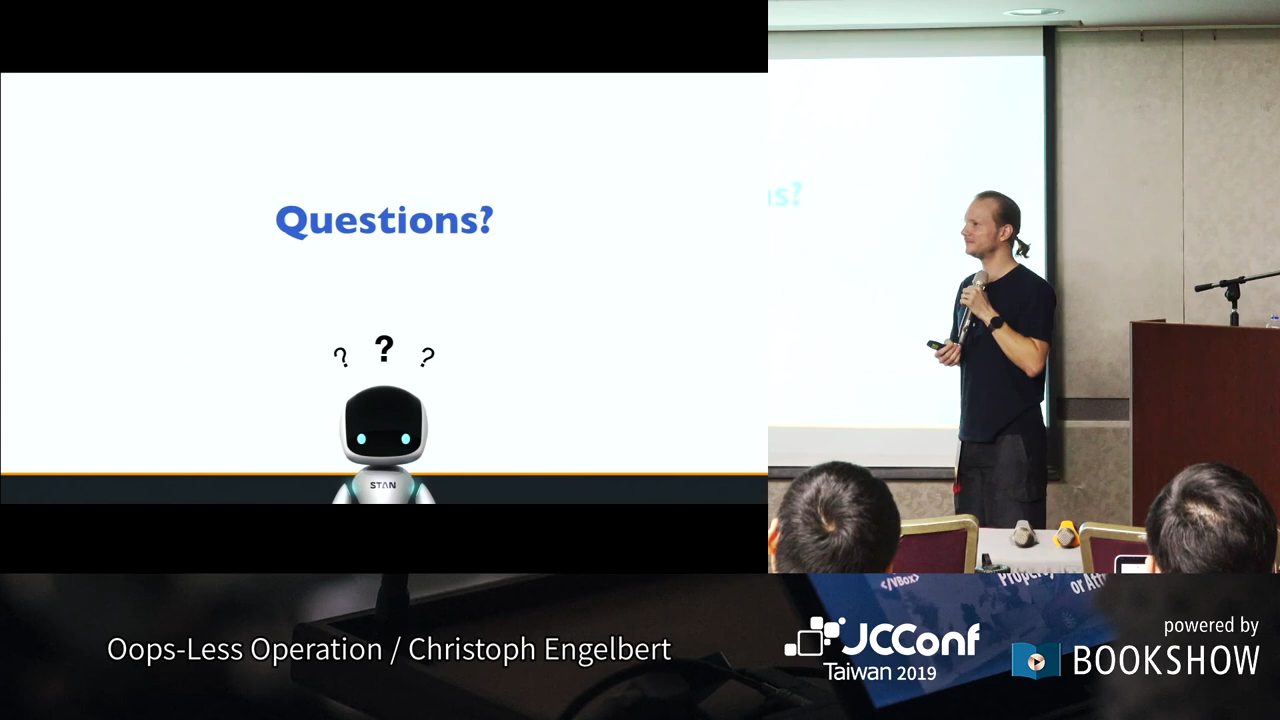 Questions?
? ? ?
STAN
s?
</VBox>
Oops-Less Operation / Christoph Engelbert
JCConf
Taiwan 2019
powered by
BOOKSHOW